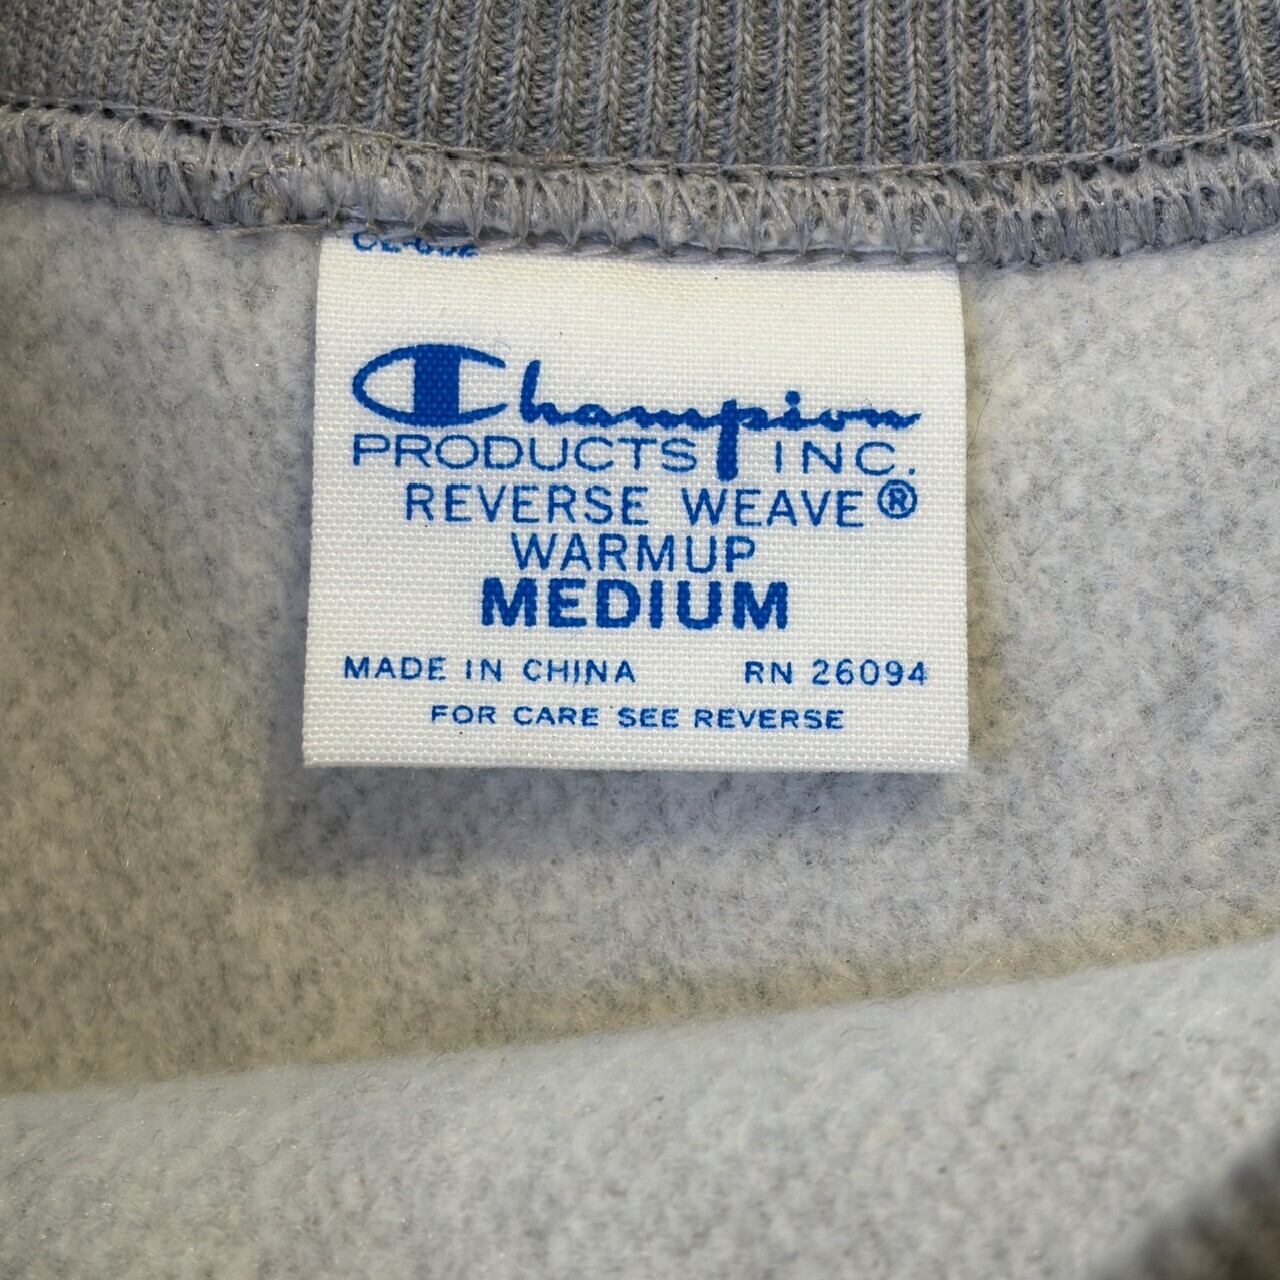 Champion
PRODUCTS INC.
REVERSE WEAVE®
WARMUP
MEDIUM
MADE IN CHINA RN 26094
FOR CARE SEE REVERSE